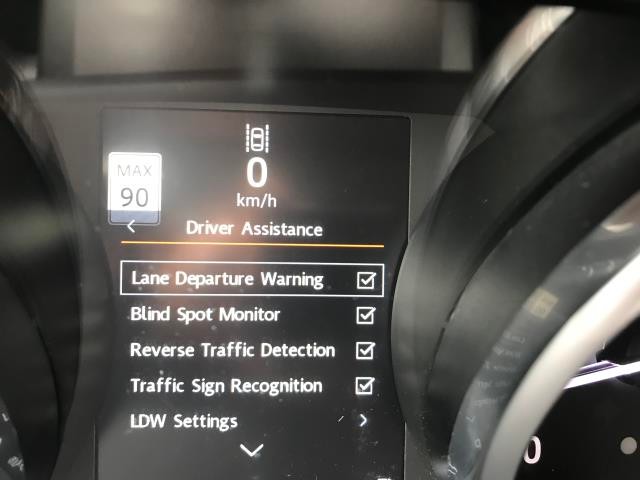 MAX
90
0
km/h
Driver Assistance
Lane Departure Warning
Blind Spot Monitor
Reverse Traffic Detection
Traffic Sign Recognition
LDW Settings
0